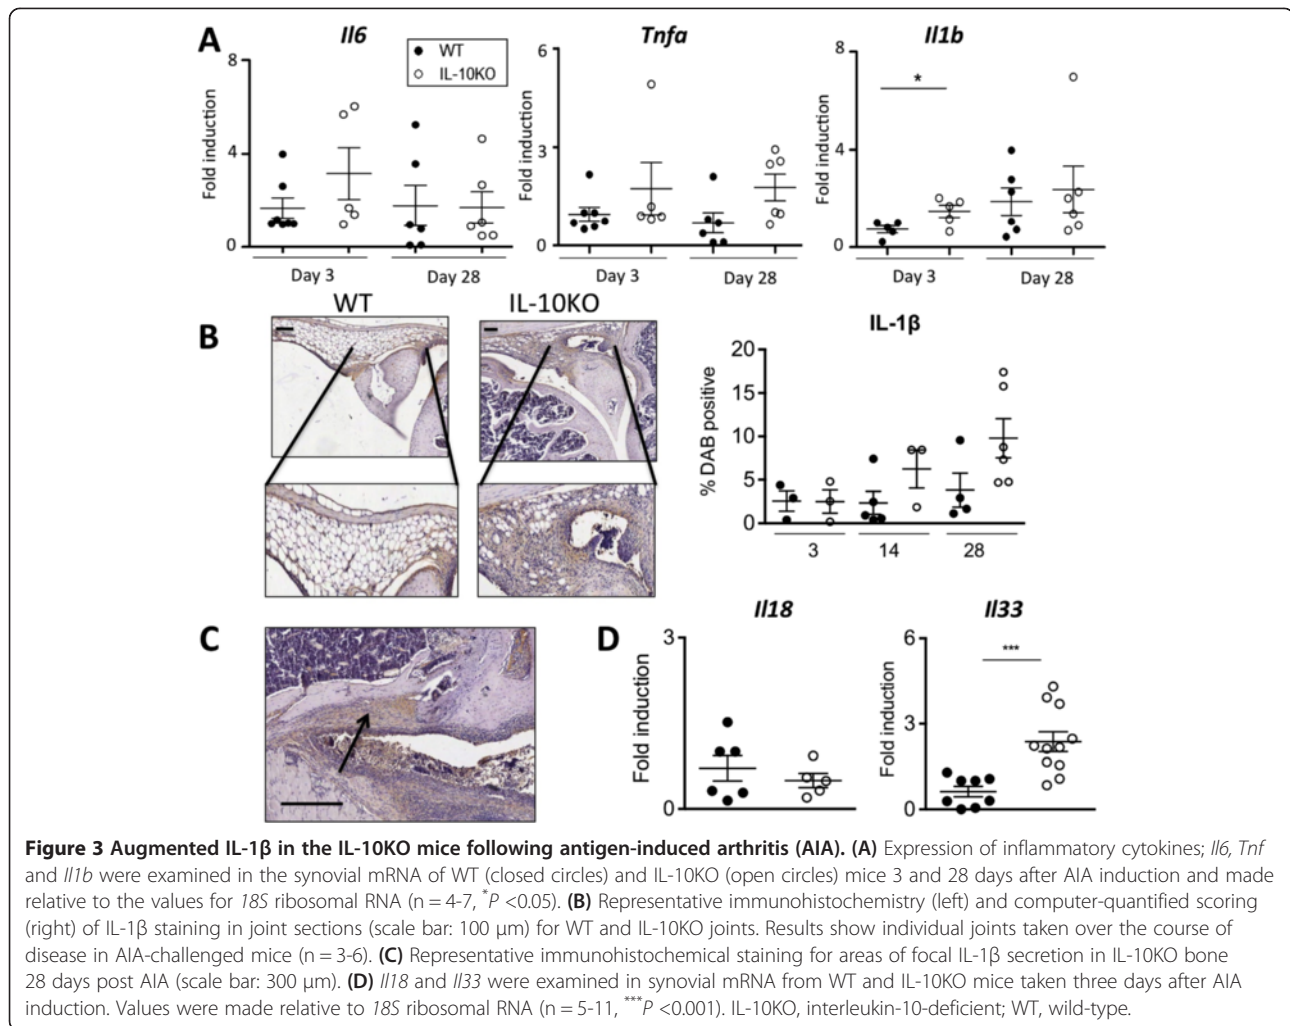 A
Il6
Tnfa
Il1b
WT
IL-10KO
Fold induction
8
4
0
Day 3
Day 28
Fold induction
6
3
0
Day 3
Day 28
Fold induction
8
4
0
*
Day 3
Day 28
B
WT
IL-10KO
IL-1β
% DAB positive
20
15
10
5
0
3
14
28
C
D
Il18
Fold induction
3
0
Il33
Fold induction
6
3
0
***
Figure 3 Augmented IL-1β in the IL-10KO mice following antigen-induced arthritis (AIA). (A) Expression of inflammatory cytokines; Il6, Tnf
and Il1b were examined in the synovial mRNA of WT (closed circles) and IL-10KO (open circles) mice 3 and 28 days after AIA induction and made
relative to the values for 18S ribosomal RNA (n = 4-7, *P <0.05). (B) Representative immunohistochemistry (left) and computer-quantified scoring
(right) of IL-1β staining in joint sections (scale bar: 100 μm) for WT and IL-10KO joints. Results show individual joints taken over the course of
disease in AIA-challenged mice (n = 3-6). (C) Representative immunohistochemical staining for areas of focal IL-1β secretion in IL-10KO bone
28 days post AIA (scale bar: 300 μm). (D) Il18 and Il33 were examined in synovial mRNA from WT and IL-10KO mice taken three days after AIA
induction. Values were made relative to 18S ribosomal RNA (n = 5-11, ***P <0.001). IL-10KO, interleukin-10-deficient; WT, wild-type.